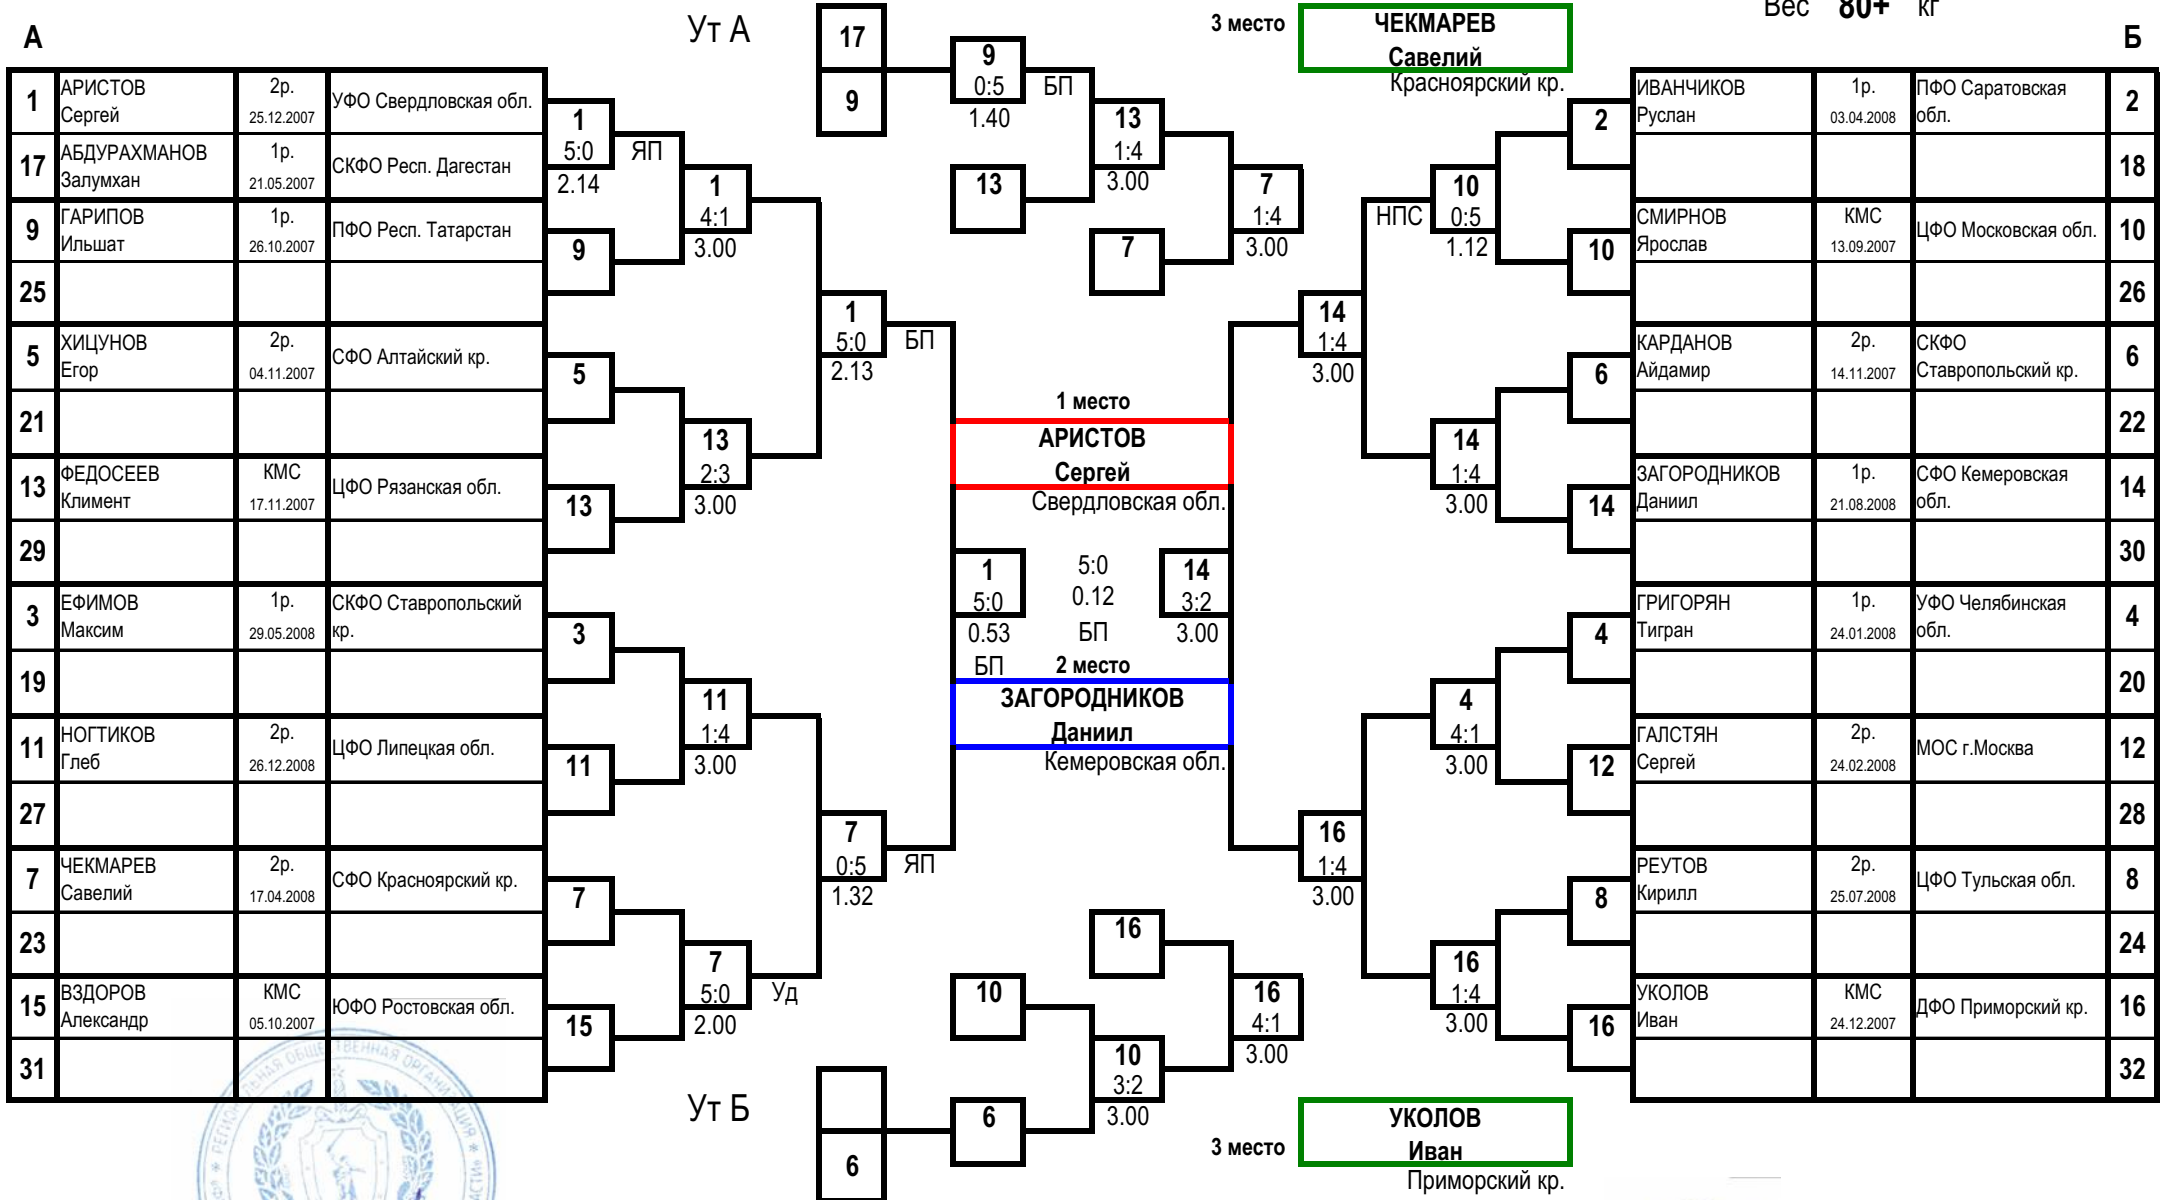 Вес 80+ кг
А
Ут А
3 место
ЧЕКМАРЕВ
Савелий
Красноярский кр.
Б
17
9
9
0:5
1.40
БП
13
13
1:4
3.00
7
7
1:4
3.00
1
АРИСТОВ
Сергей
2р.
25.12.2007
УФО Свердловская обл.
17
АБДУРАХМАНОВ
Залумхан
1р.
21.05.2007
СКФО Респ. Дагестан
9
ГАРИПОВ
Ильшат
1р.
26.10.2007
ПФО Респ. Татарстан
25
5
ХИЦУНОВ
Егор
2р.
04.11.2007
СФО Алтайский кр.
21
13
ФЕДОСЕЕВ
Климент
КМС
17.11.2007
ЦФО Рязанская обл.
29
3
ЕФИМОВ
Максим
1р.
29.05.2008
СКФО Ставропольский
кр.
19
11
НОГТИКОВ
Глеб
2р.
26.12.2008
ЦФО Липецкая обл.
27
7
ЧЕКМАРЕВ
Савелий
2р.
17.04.2008
СФО Красноярский кр.
23
15
ВЗДОРОВ
Александр
КМС
05.10.2007
ЮФО Ростовская обл.
31
1
5:0
2.14
ЯП
9
5
13
3
11
7
15
1
4:1
3.00
13
2:3
3.00
11
1:4
3.00
7
5:0
2.00
Уд
1
5:0
2.13
БП
7
0:5
1.32
ЯП
1 место
АРИСТОВ
Сергей
Свердловская обл.
1
5:0
0.53
БП
5:0
0.12
БП
14
3:2
3.00
2 место
ЗАГОРОДНИКОВ
Даниил
Кемеровская обл.
14
1:4
3.00
16
1:4
3.00
НПС
10
0:5
1.12
14
1:4
3.00
4
4:1
3.00
16
1:4
3.00
2
10
6
14
4
12
8
16
ИВАНЧИКОВ
Руслан
1р.
03.04.2008
ПФО Саратовская
обл.
2
18
СМИРНОВ
Ярослав
КМС
13.09.2007
ЦФО Московская обл.
10
26
КАРДАНОВ
Айдамир
2р.
14.11.2007
СКФО
Ставропольский кр.
6
22
ЗАГОРОДНИКОВ
Даниил
1р.
21.08.2008
СФО Кемеровская
обл.
14
30
ГРИГОРЯН
Тигран
1р.
24.01.2008
УФО Челябинская
обл.
4
20
ГАЛСТЯН
Сергей
2р.
24.02.2008
МОС г.Москва
12
28
РЕУТОВ
Кирилл
2р.
25.07.2008
ЦФО Тульская обл.
8
24
УКОЛОВ
Иван
КМС
24.12.2007
ДФО Приморский кр.
16
32
Ут Б
6
10
6
16
10
3:2
3.00
16
4:1
3.00
3 место
УКОЛОВ
Иван
Приморский кр.